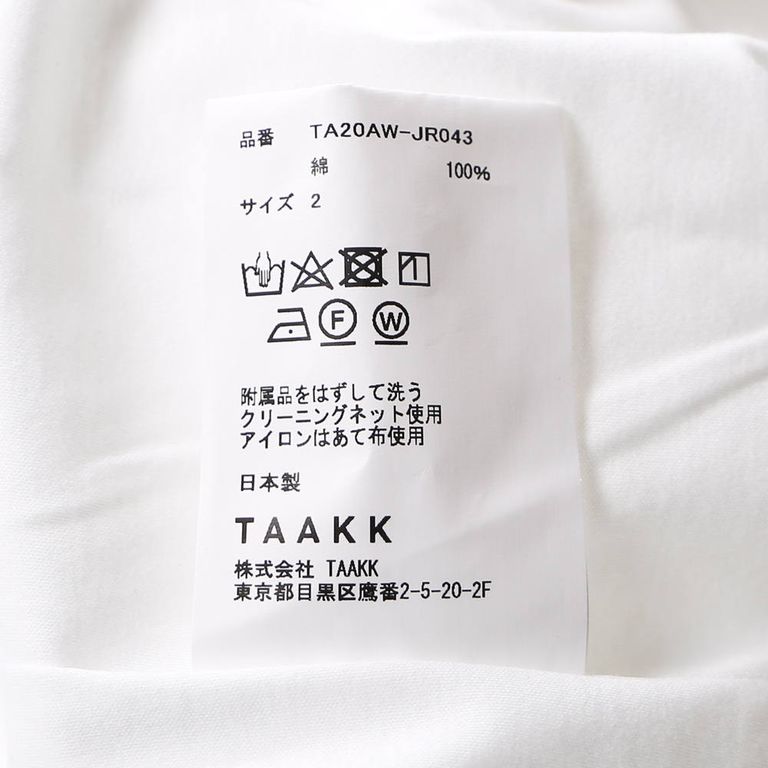 品番 TA20AW-JR043
綿 100%
サイズ 2
F W
附属品をはずして洗う
クリーニングネット使用
アイロンはあて布使用
日本製
TAAKK
株式会社 TAAKK
東京都目黒区鷹番2-5-20-2F